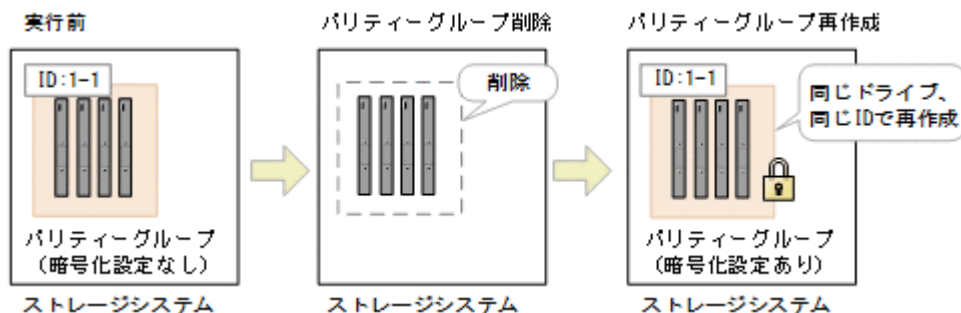 実行前
パリティーグループ削除
パリティーグループ再作成
ID:1-1
削除
ID:1-1
同じドライブ、
同じIDで再作成
パリティーグループ
(暗号化設定なし)
パリティーグループ
(暗号化設定あり)
ストレージシステム
ストレージシステム
ストレージシステム